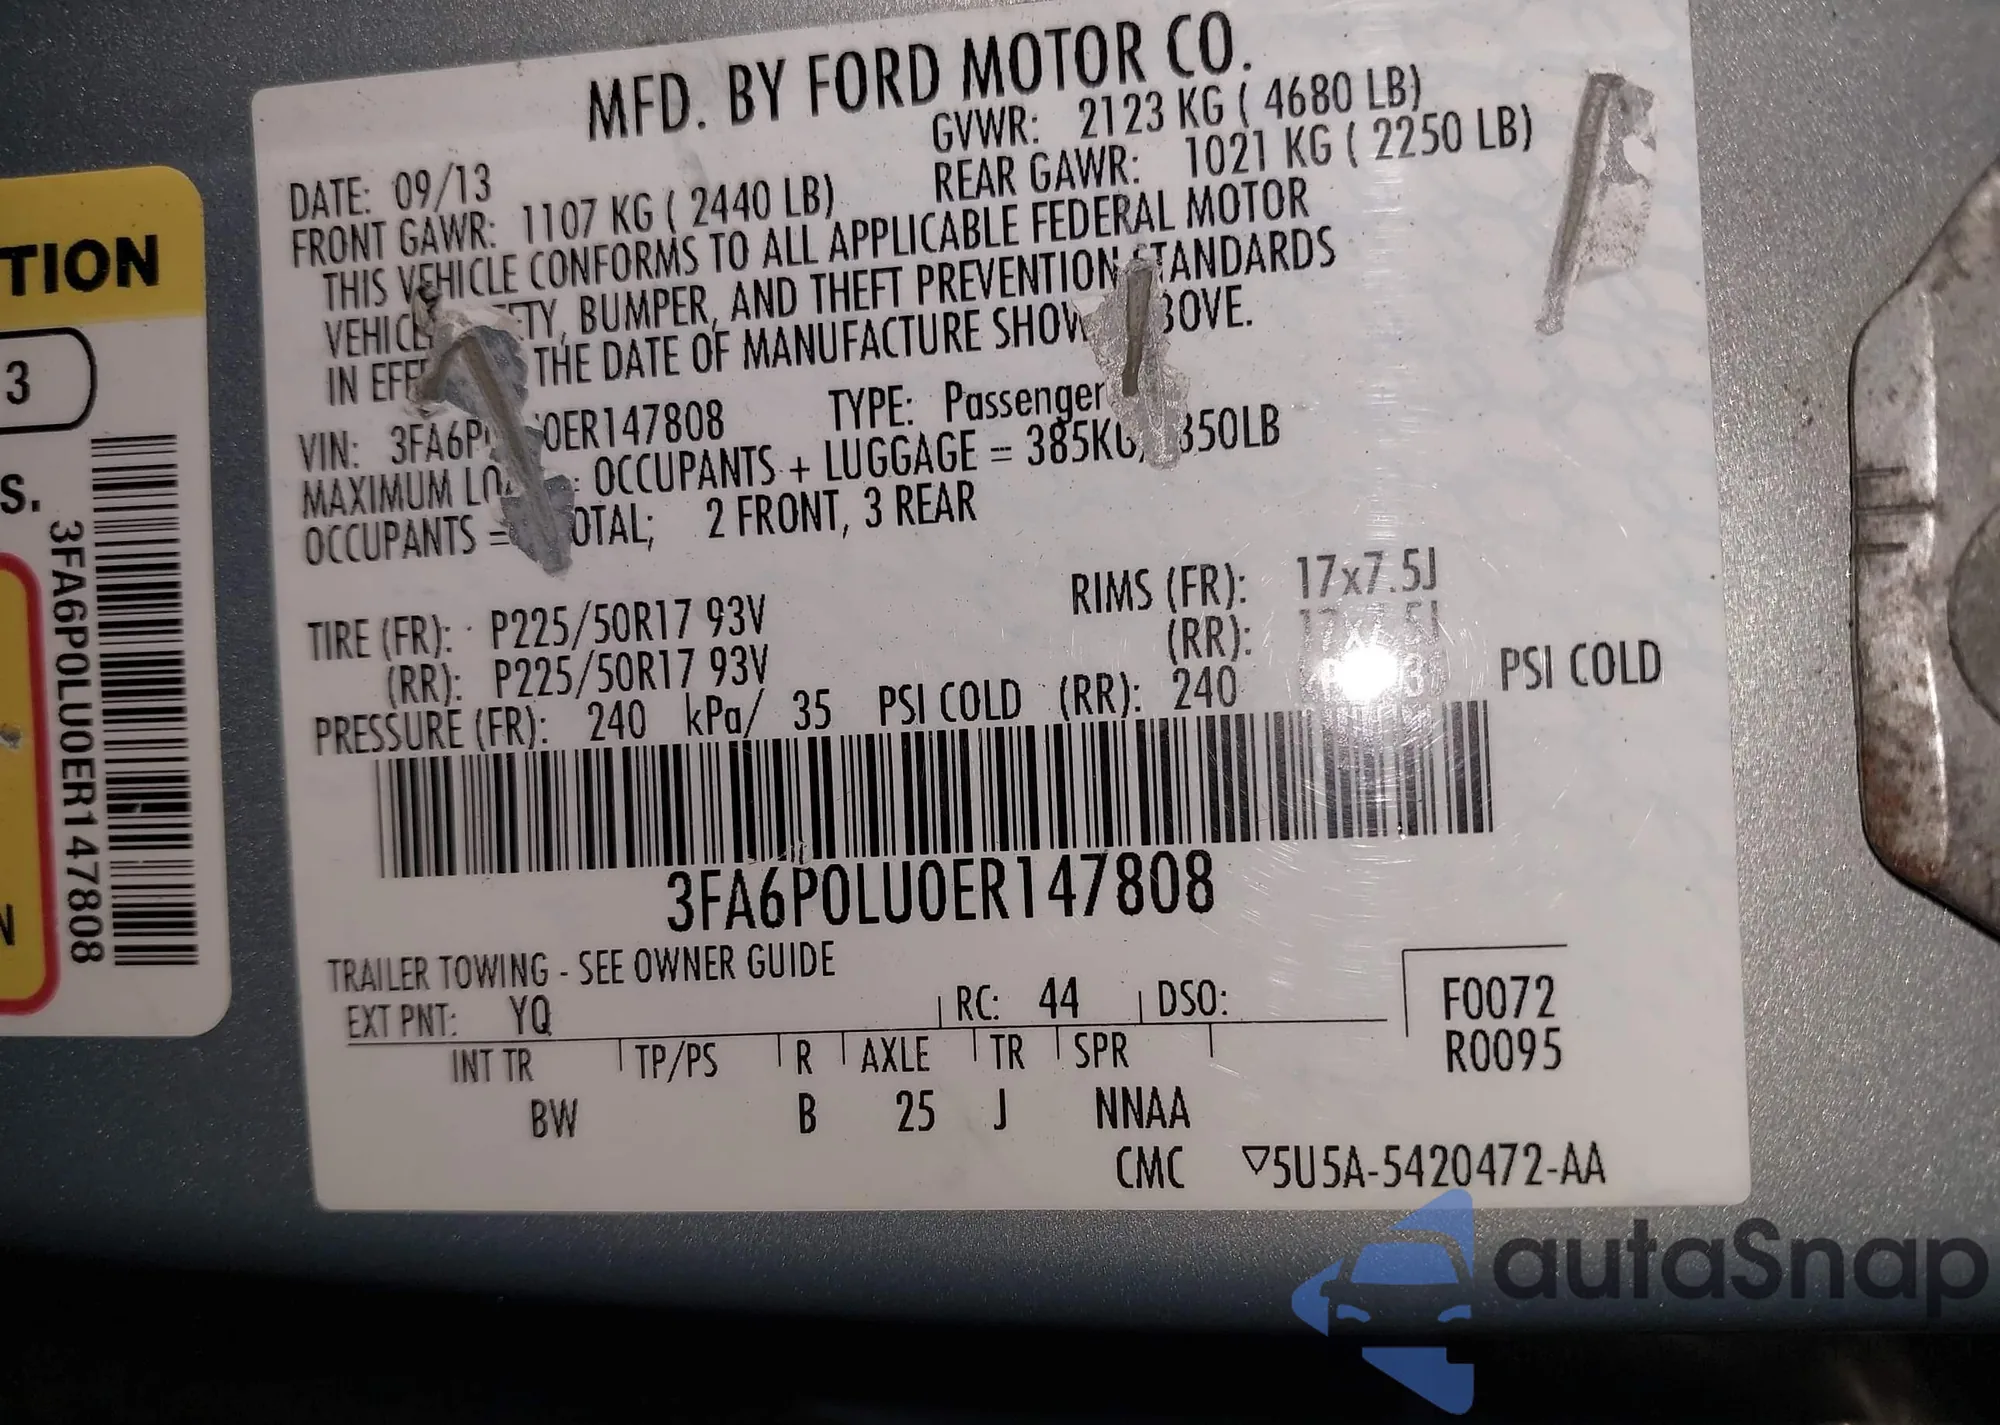 MFD. BY FORD MOTOR CO.
DATE: 09/13 GVWR: 2123 KG ( 4680 LB)
FRONT GAWR: 1107 KG ( 2440 LB) REAR GAWR: 1021 KG ( 2250 LB)
THIS VEHICLE CONFORMS TO ALL APPLICABLE FEDERAL MOTOR
BUMPER, AND THEFT PREVENTION STANDARDS
THE DATE OF MANUFACTURE
VIN: TYPE: Passenger
MAXIMUM OCCUPANTS + LUGGAGE =
OCCUPANTS = 2 FRONT, 3 REAR
TIRE (FR): P225/50R17 93V RIMS (FR): 17x7.5J
(RR): P225/50R17 93V (RR): 17x7.5J
PRESSURE (FR): 240 kPa/ 35 PSI COLD (RR): 240 PSI COLD
3FA6P0LU0ER147808
TRAILER TOWING - SEE OWNER GUIDE
EXT PNT: YQ RC: 44 DSO:
F0072
R0095
INT TR TP/PS R AXLE TR SPR
BW B 25 J NNAA
CMC ▽5U5A-5420472-AA
TION
3
S.
3FA6P0LU0ER147808
N
autoSnap